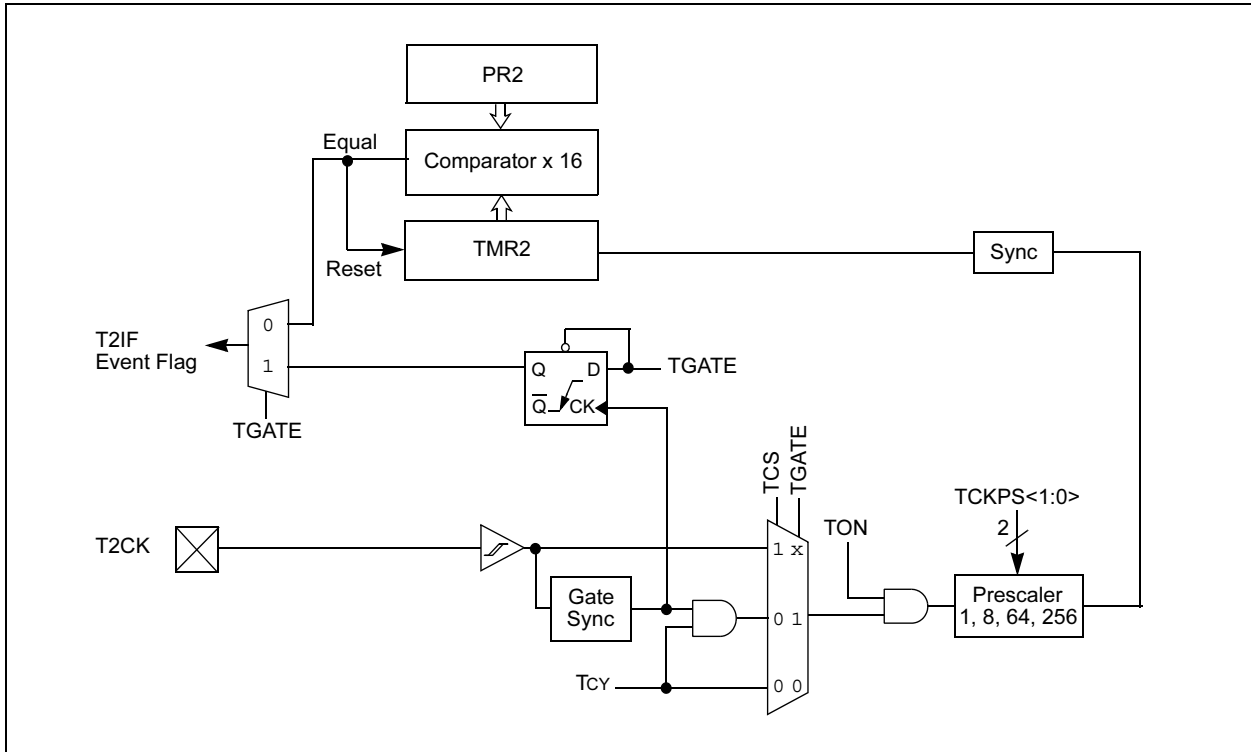 PR2
Equal
Comparator x 16
TMR2
Reset
Sync
0
T2IF
Event Flag
1
Q
D
TGATE
Q
CK
TGATE
TCS
TGATE
TCKPS<1:0>
2
TON
T2CK
1 x
Gate
Sync
0 1
Prescaler
1, 8, 64, 256
TCY
0 0